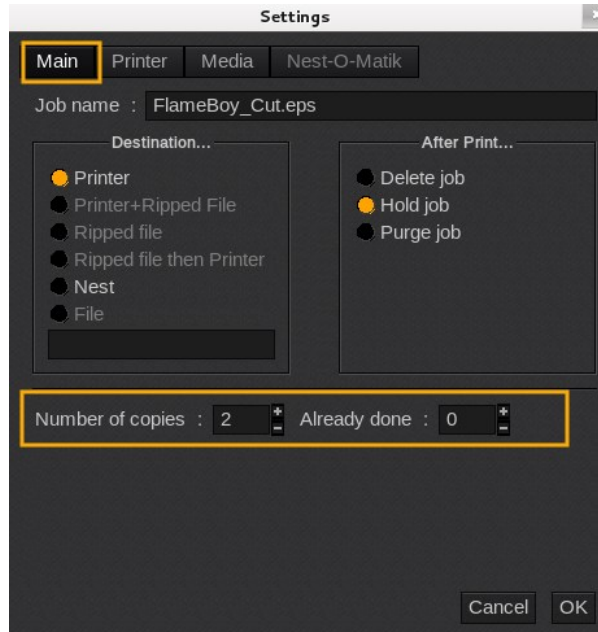 Settings
Main Printer Media Nest-O-Matik
Job name : FlameBoy_Cut.eps
Destination...
Printer
Printer+Ripped File
Ripped file
Ripped file then Printer
Nest
File
After Print...
Delete job
Hold job
Purge job
Number of copies : 2 + - Already done : 0 + -
Cancel OK